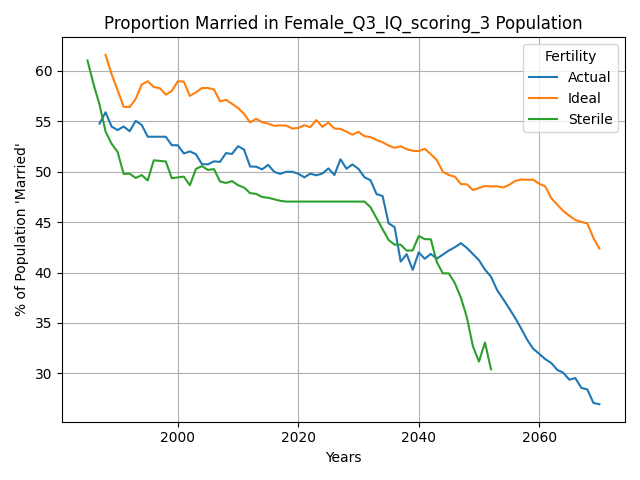 Proportion Married in Female_Q3_IQ_scoring_3 Population
Fertility
Actual
Ideal
Sterile
% of Population 'Married'
60
55
50
45
40
35
30
2000
2020
2040
2060
Years